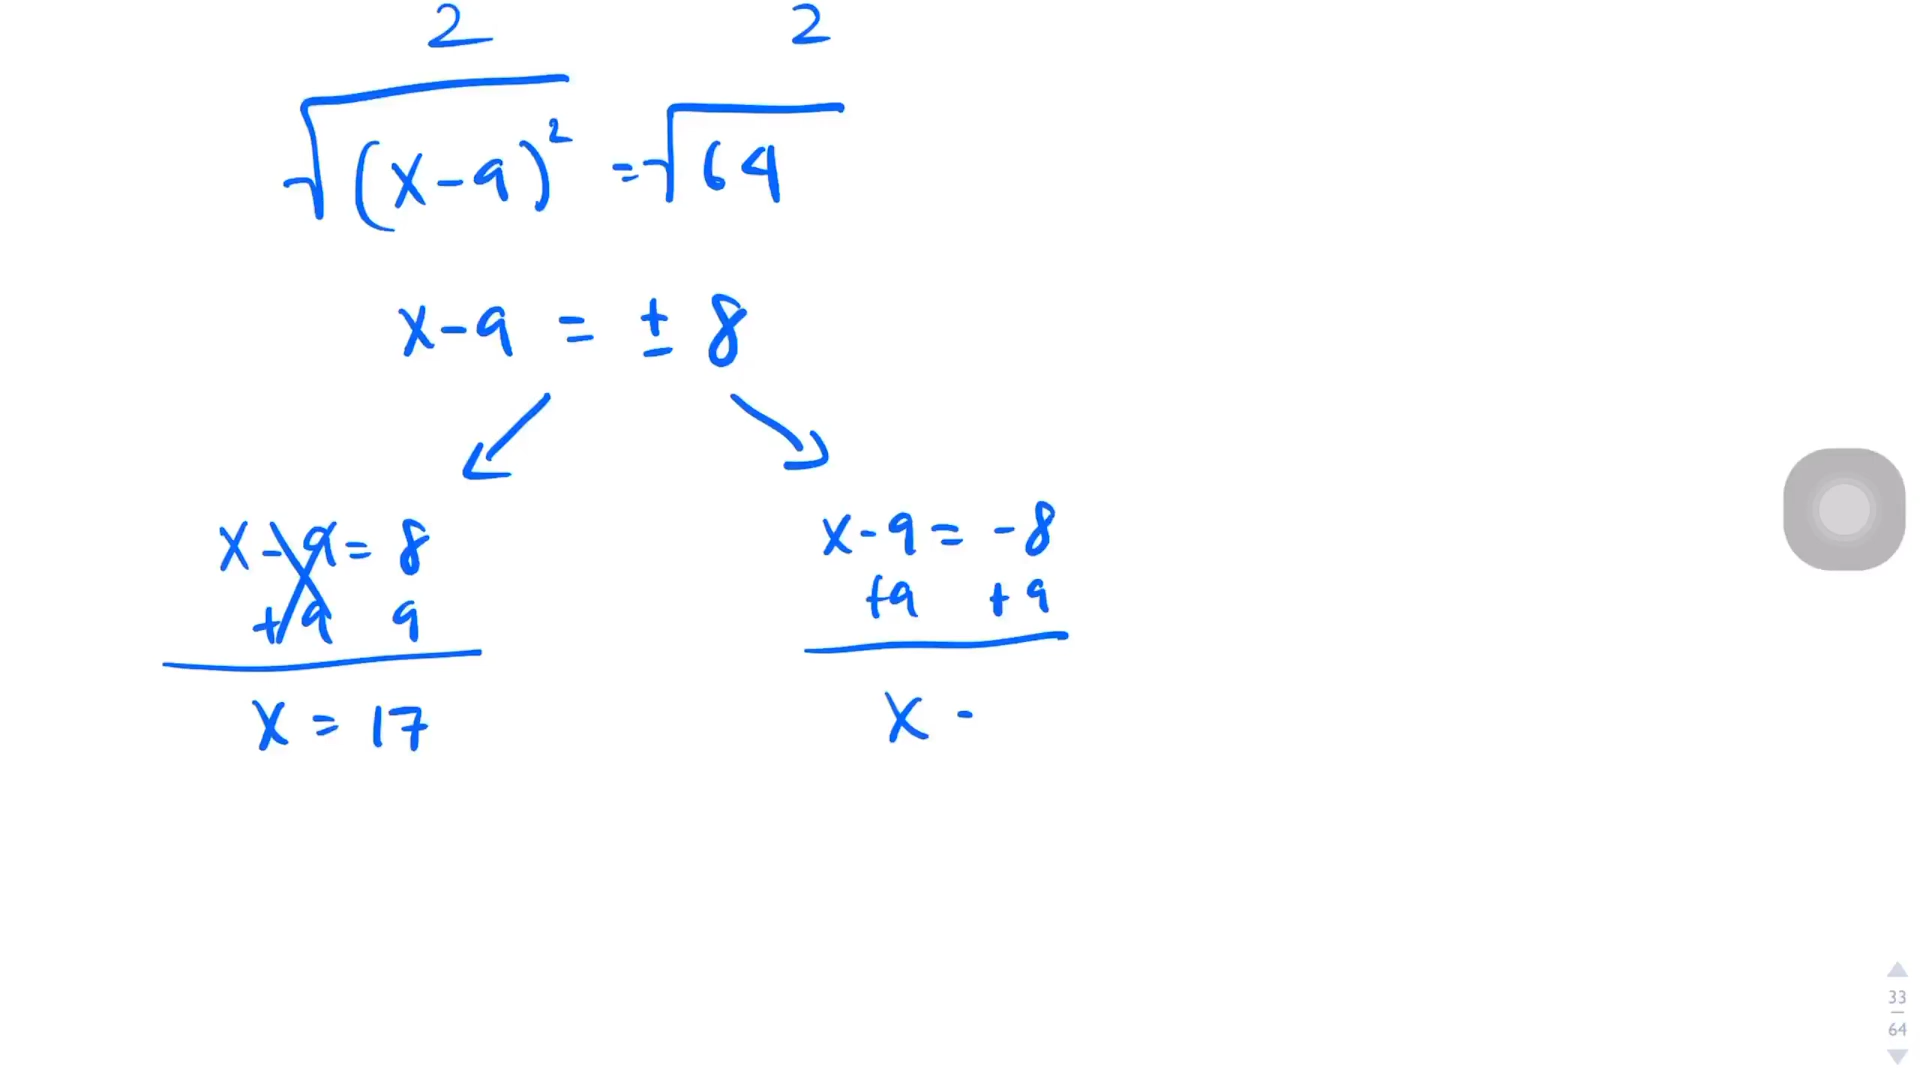 2 2
√(x-9)² = √64
x-9 = ± 8
x-9=8 x-9= -8
+9 9 +9 +9
x = 17 x -
33
64